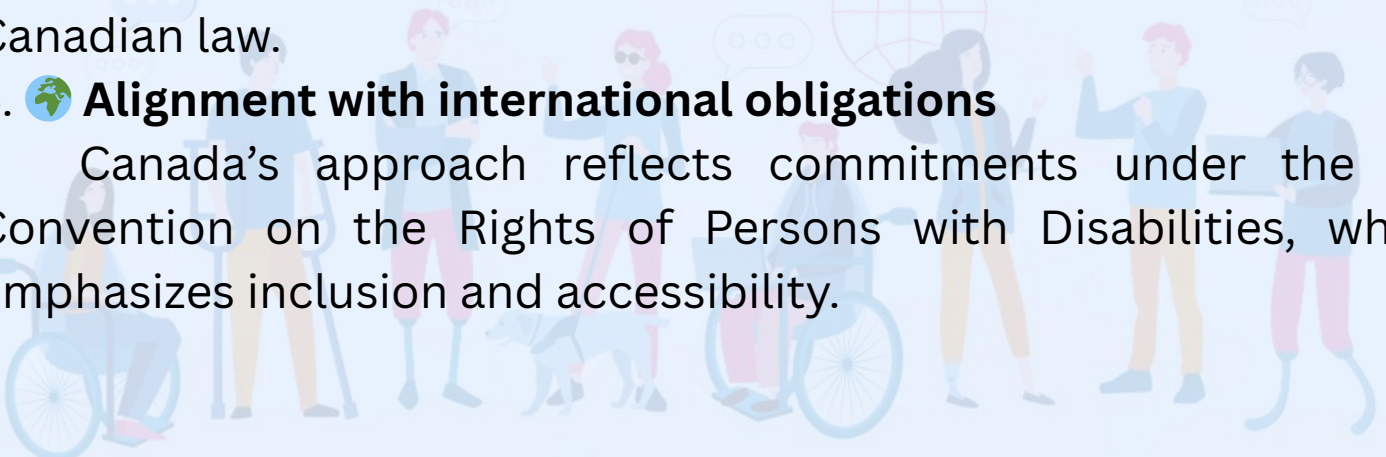 Canadian law.
. 🌍 Alignment with international obligations
Canada’s approach reflects commitments under the
Convention on the Rights of Persons with Disabilities, wh
mphasizes inclusion and accessibility.